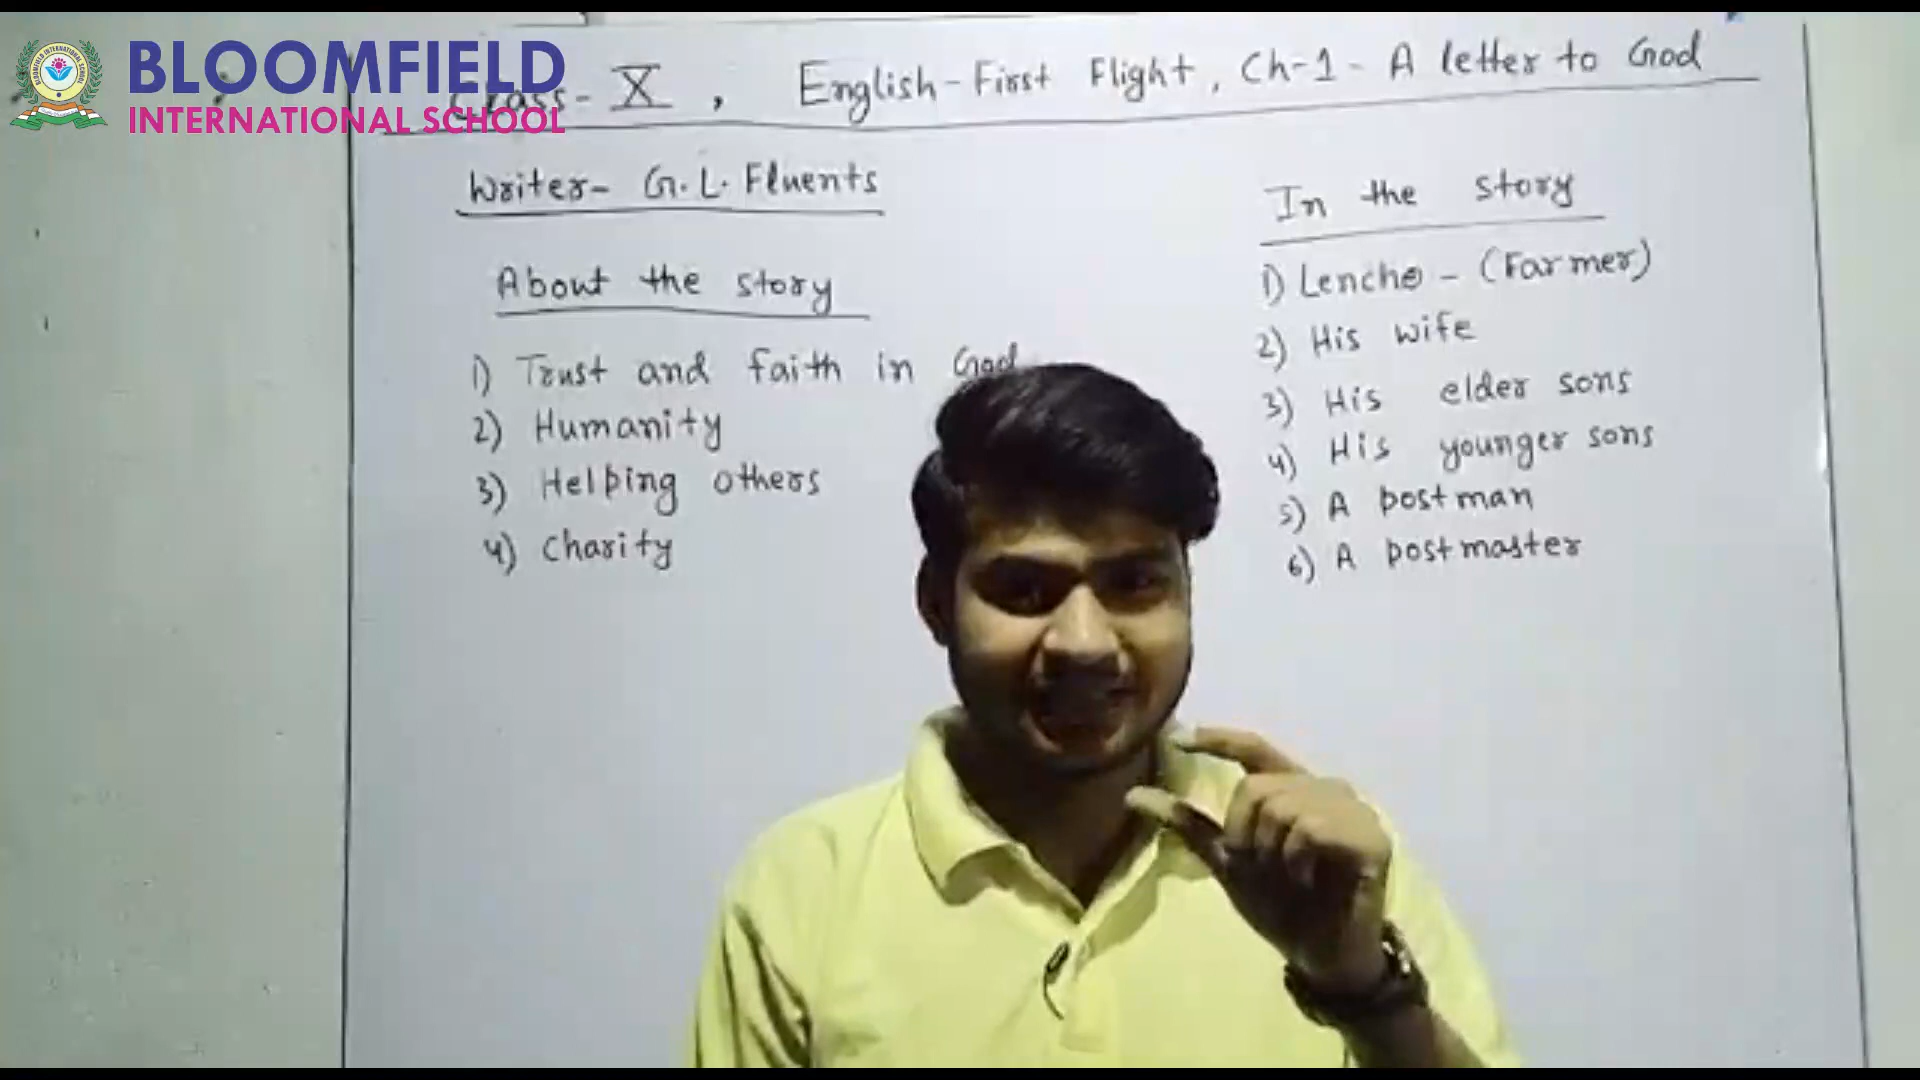 BLOOMFIELD
INTERNATIONAL SCHOOL
Class- X , English-First Flight, Ch-1- A letter to God
Writer- G.L.Fluents
About the story
1) Trust and faith in God
2) Humanity
3) Helping others
4) charity
In the story
1) Lencho - (Farmer)
2) His wife
3) His elder sons
4) His younger sons
5) A postman
6) A postmaster